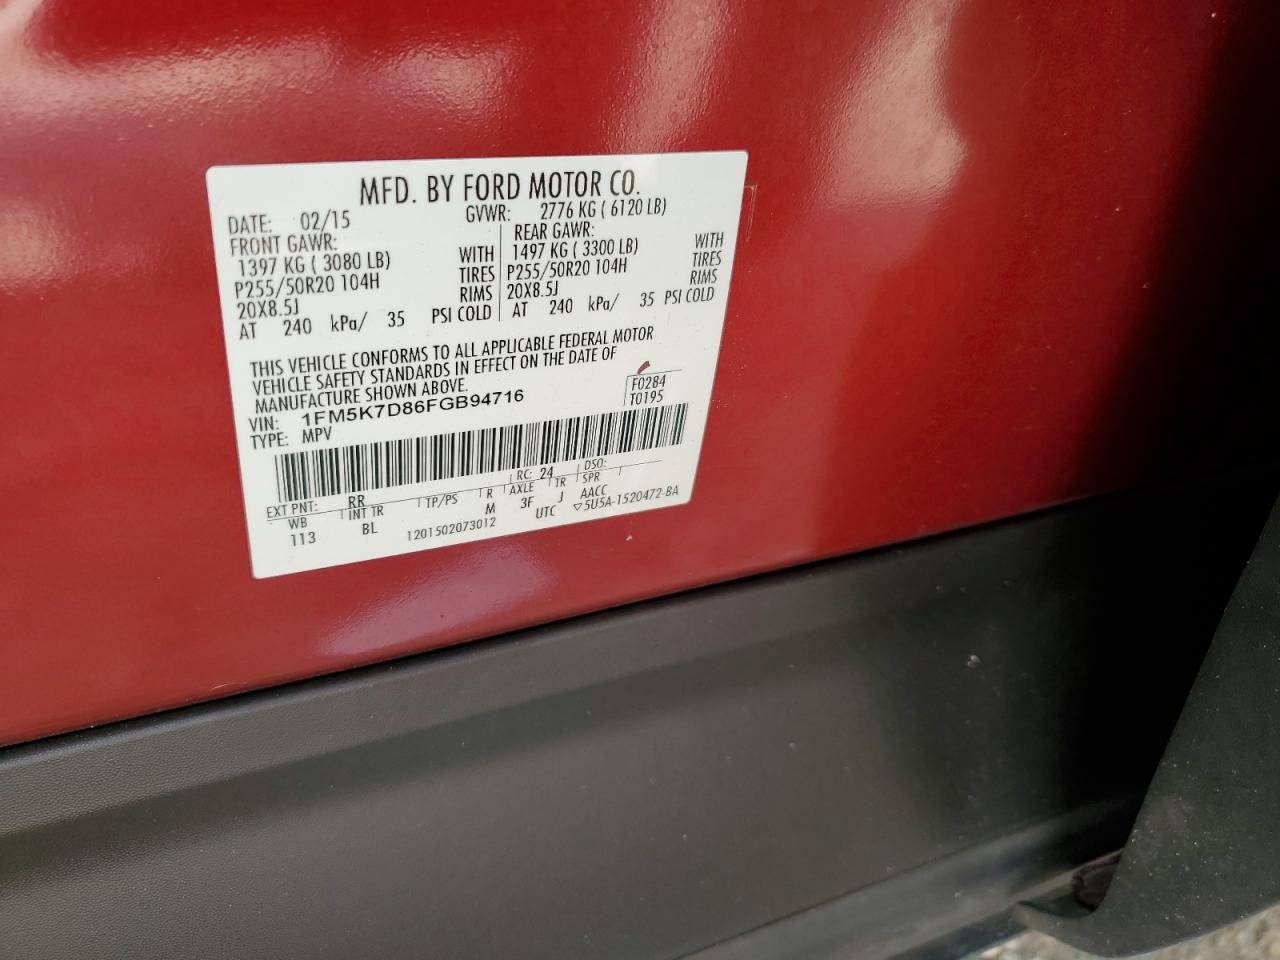 MFD. BY FORD MOTOR CO.
DATE: 02/15 GVWR: 2776 KG ( 6120 LB)
FRONT GAWR:
1397 KG ( 3080 LB) WITH
P255/50R20 104H TIRES
20X8.5J RIMS
AT 240 kPa/ 35 PSI COLD
REAR GAWR:
1497 KG ( 3300 LB) WITH
P255/50R20 104H TIRES
20X8.5J RIMS
AT 240 kPa/ 35 PSI COLD
THIS VEHICLE CONFORMS TO ALL APPLICABLE FEDERAL MOTOR
VEHICLE SAFETY STANDARDS IN EFFECT ON THE DATE OF
MANUFACTURE SHOWN ABOVE.
VIN: 1FM5K7D86FGB94716
TYPE: MPV
F0284
T0195
EXT PNT: RR RC: 24 DSO:
WB INT TR TP/PS R AXLE TR SPR
113 BL M 3F J AACC
1201502073012 UTC ▽5U5A-1520472-BA